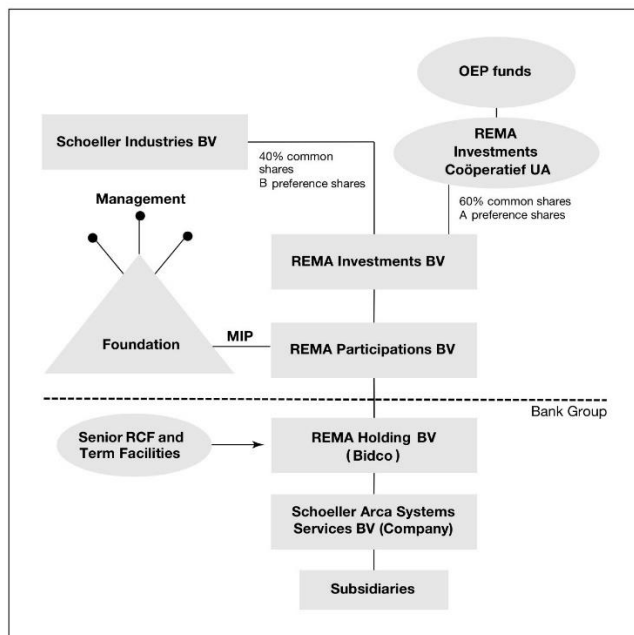 OEP funds
Schoeller Industries BV
REMA
Investments
Coöperatief UA
40% common
shares
B preference shares
60% common shares
A preference shares
Management
REMA Investments BV
Foundation
MIP
REMA Participations BV
Bank Group
Senior RCF and
Term Facilities
REMA Holding BV
(Bidco)
Schoeller Arca Systems
Services BV (Company)
Subsidiaries